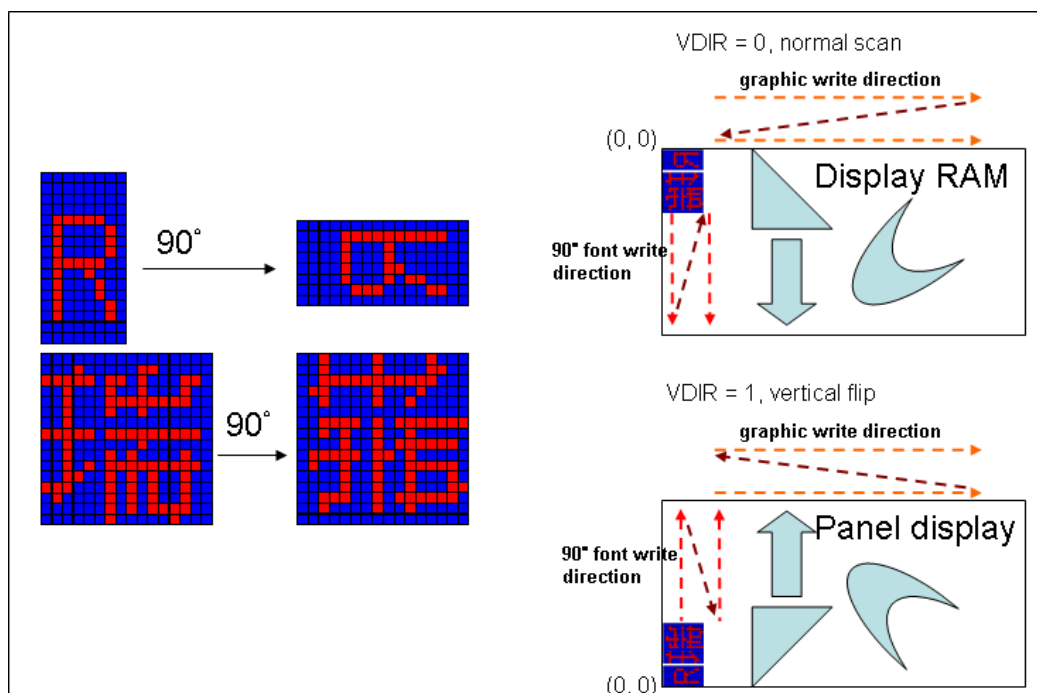 VDIR = 0, normal scan
graphic write direction
(0, 0)
Display RAM
90° font write
direction
R
90°
90°
VDIR = 1, vertical flip
graphic write direction
Panel display
90° font write
direction
(0, 0)